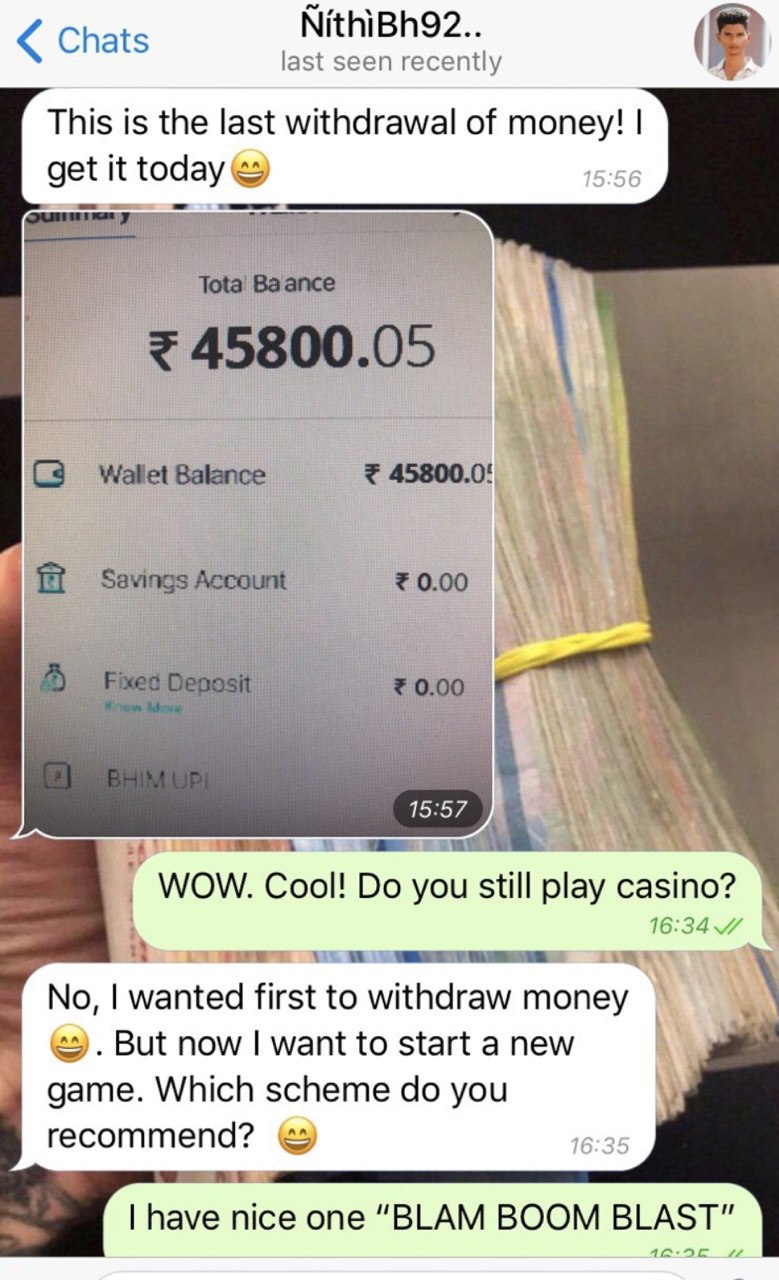 Chats
ÑíthìBh92..
last seen recently
This is the last withdrawal of money! I
get it today😄
15:56
Summary
Total Balance
₹ 45800.05
Wallet Balance ₹ 45800.05
Savings Account ₹ 0.00
Fixed Deposit ₹ 0.00
Know More
BHIM UPI
15:57
WOW. Cool! Do you still play casino?
16:34
No, I wanted first to withdraw money
😄. But now I want to start a new
game. Which scheme do you
recommend? 😄
16:35
I have nice one “BLAM BOOM BLAST”
16:35